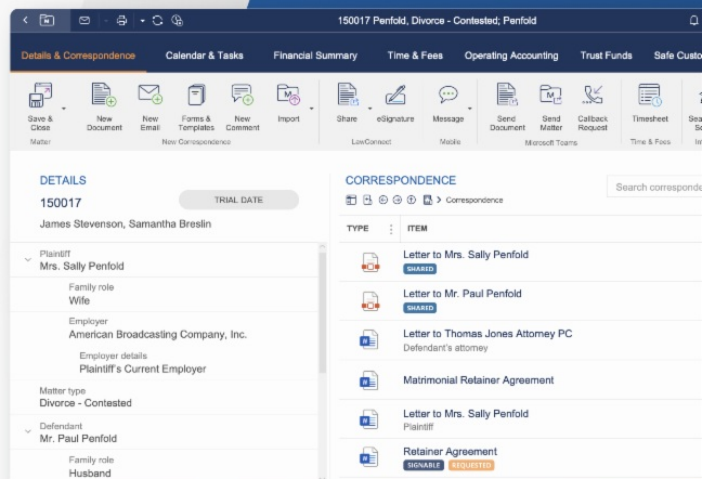 150017 Penfold, Divorce - Contested; Penfold
Details & Correspondence Calendar & Tasks Financial Summary Time & Fees Operating Accounting Trust Funds Safe Custo
Save & Close
New Document
New Email
Forms & Templates
New Comment
Import
Share
eSignature
Message
Send Document
Send Matter
Callback Request
Timesheet
Matter New Correspondence LawConnect Mobile Microsoft Teams Time & Fees
DETAILS
150017
TRIAL DATE
James Stevenson, Samantha Breslin
Plaintiff
Mrs. Sally Penfold
Family role
Wife
Employer
American Broadcasting Company, Inc.
Employer details
Plaintiff's Current Employer
Matter type
Divorce - Contested
Defendant
Mr. Paul Penfold
Family role
Husband
CORRESPONDENCE
Search corresponde
Correspondence
TYPE ITEM
Letter to Mrs. Sally Penfold
SHARED
Letter to Mr. Paul Penfold
SHARED
Letter to Thomas Jones Attorney PC
Defendant's attorney
Matrimonial Retainer Agreement
Letter to Mrs. Sally Penfold
Plaintiff
Retainer Agreement
SIGNABLE REQUESTED